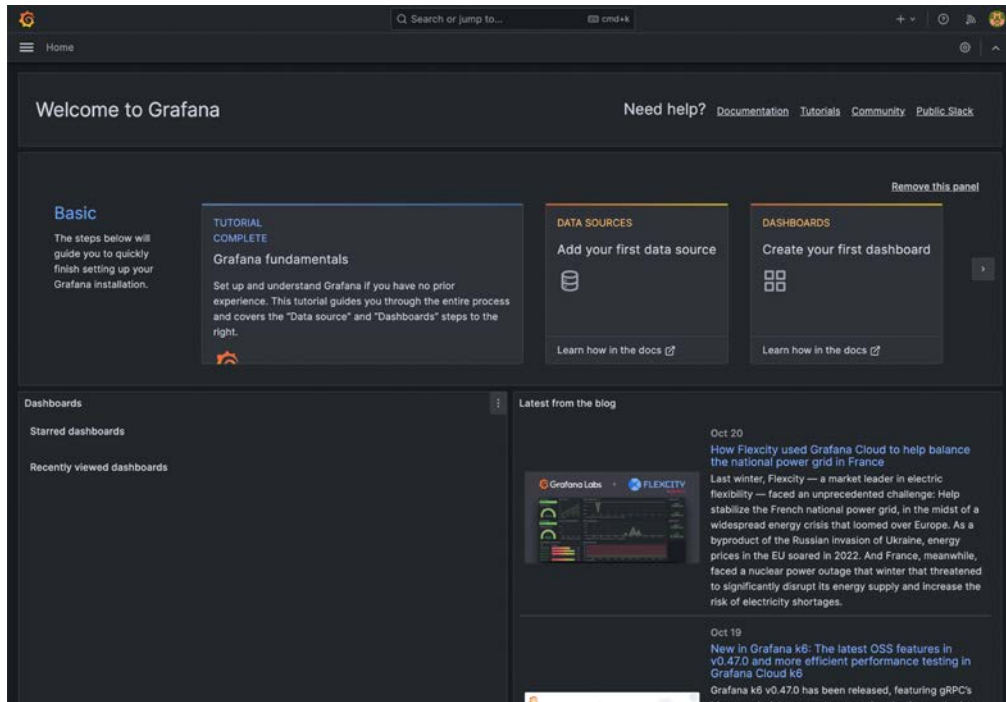 Search or jump to...
cmd+k
Home
Welcome to Grafana
Need help? Documentation Tutorials Community Public Slack
Remove this panel
Basic
The steps below will
guide you to quickly
finish setting up your
Grafana installation.
TUTORIAL
COMPLETE
Grafana fundamentals
Set up and understand Grafana if you have no prior
experience. This tutorial guides you through the entire process
and covers the "Data source" and "Dashboards" steps to the
right.
DATA SOURCES
Add your first data source
Learn how in the docs
DASHBOARDS
Create your first dashboard
Learn how in the docs
Dashboards
Starred dashboards
Recently viewed dashboards
Latest from the blog
Grafana Labs + FLEXCITY
Oct 20
How Flexcity used Grafana Cloud to help balance
the national power grid in France
Last winter, Flexcity — a market leader in electric
flexibility — faced an unprecedented challenge: Help
stabilize the French national power grid, in the midst of a
widespread energy crisis that loomed over Europe. As a
byproduct of the Russian invasion of Ukraine, energy
prices in the EU soared in 2022. And France, meanwhile,
faced a nuclear power outage that winter that threatened
to significantly disrupt its energy supply and increase the
risk of electricity shortages.
Oct 19
New in Grafana k6: The latest OSS features in
v0.47.0 and more efficient performance testing in
Grafana Cloud k6
Grafana k6 v0.47.0 has been released, featuring gRPC's